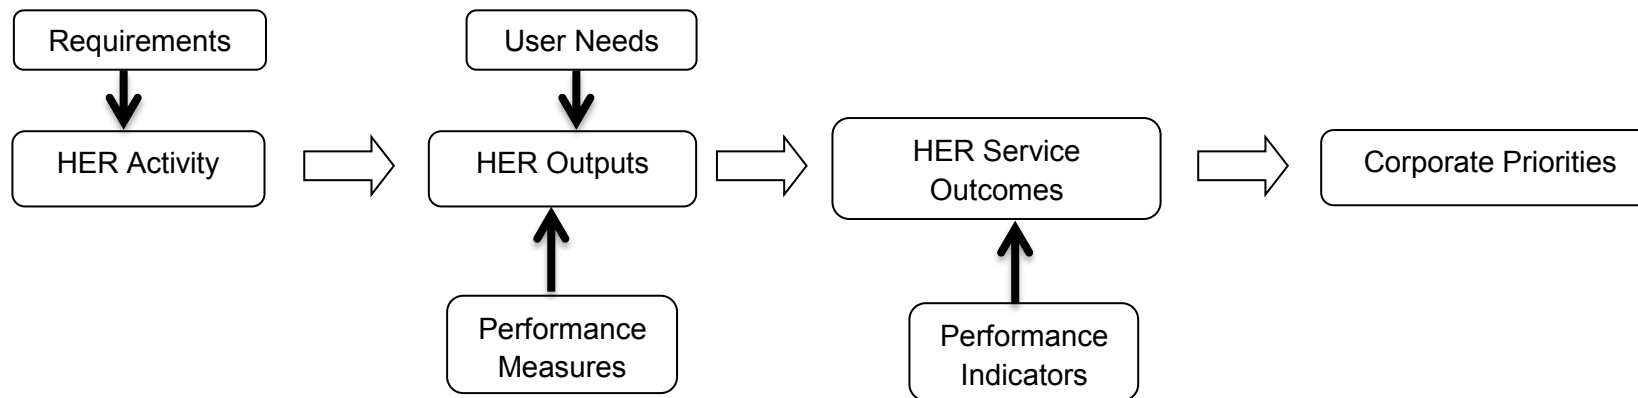 Requirements
User Needs
HER Activity
HER Outputs
HER Service
Outcomes
Corporate Priorities
Performance
Measures
Performance
Indicators